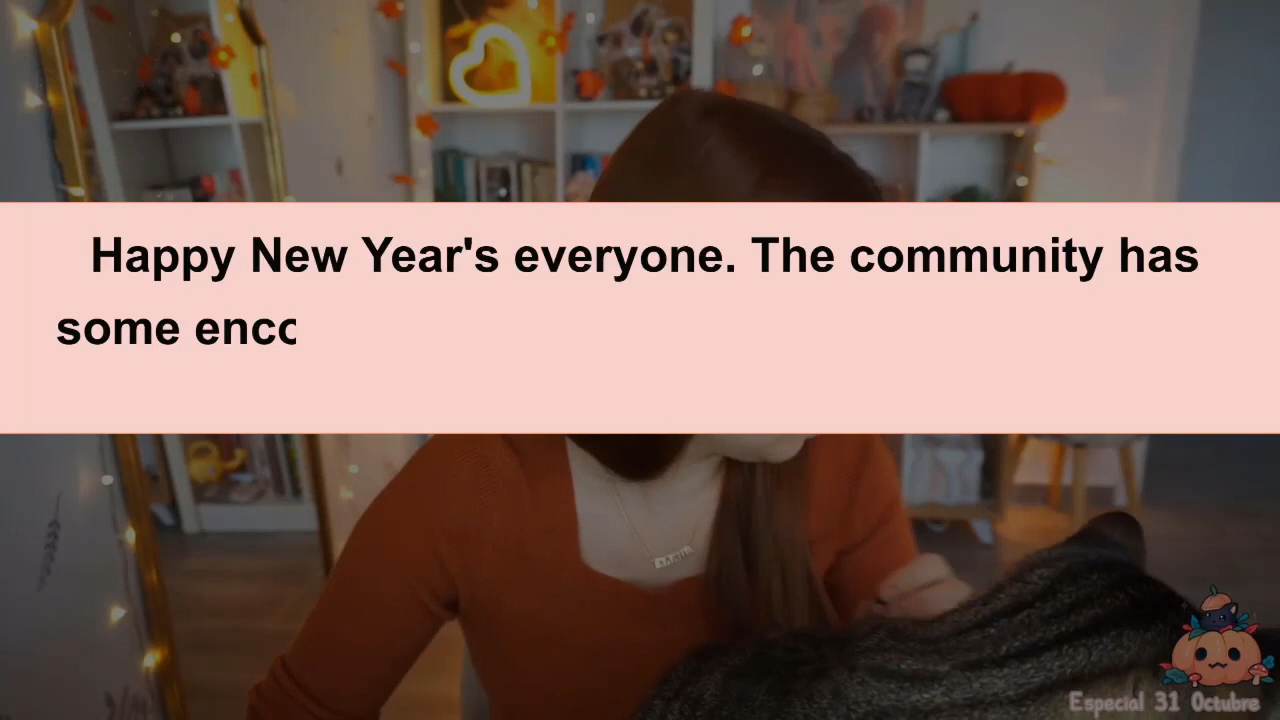 Happy New Year's everyone. The community has
some enco
Especial 31 Octubre